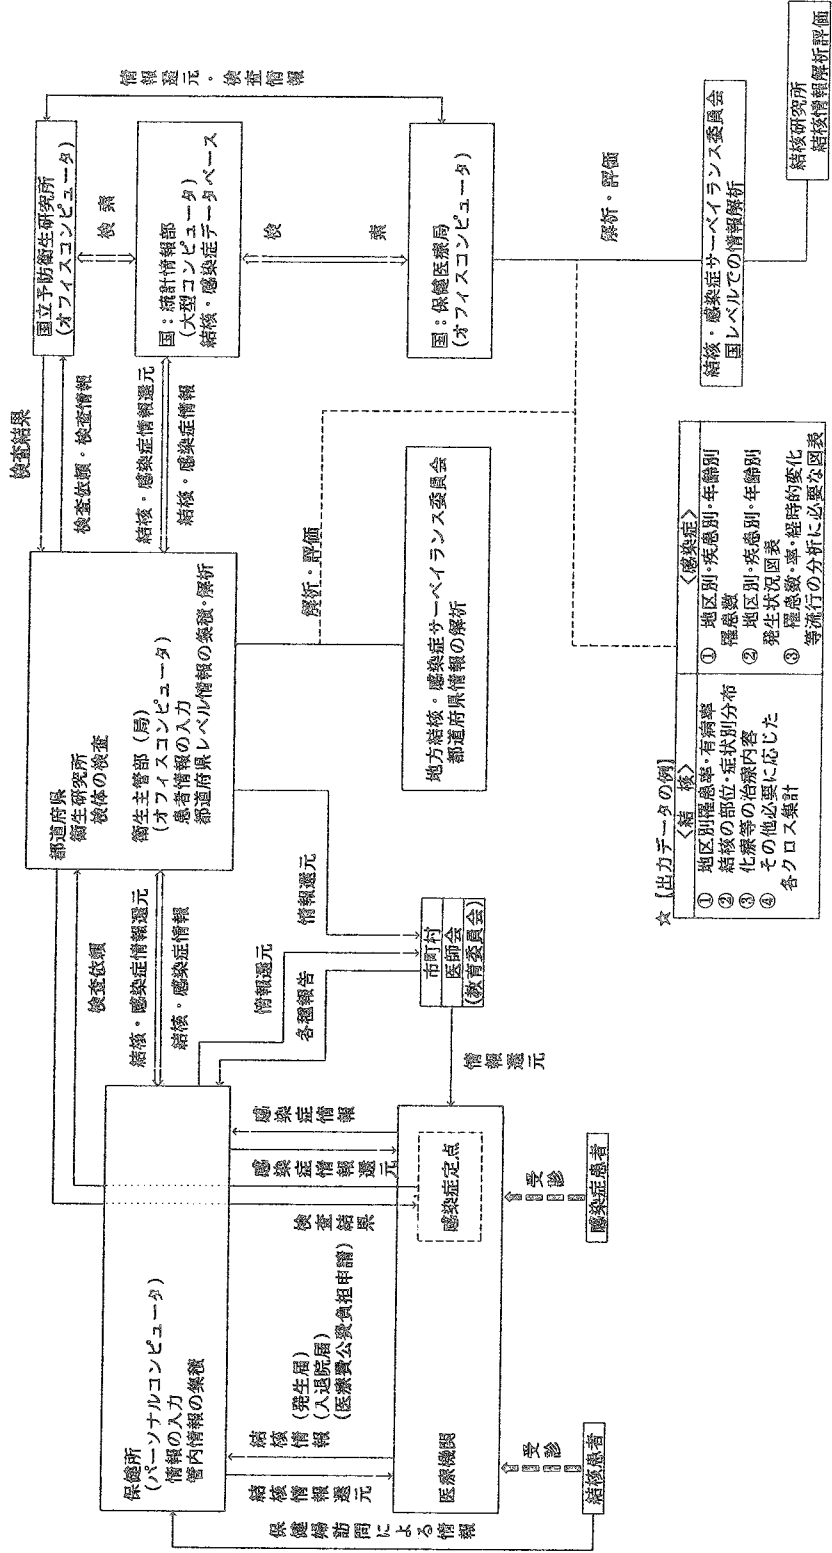 保健所
(パーソナルコンピュータ)
情報の入力
管内情報の集積
検査依頼
結核・感染症情報還元
結核・感染症情報
都道府県
衛生研究所
検体の検査
衛生主管部(局)
(オフィスコンピュータ)
患者情報の入力
都道府県レベル情報の集積・解析
検査結果
検査依頼・検査情報
結核・感染症情報還元
結核・感染症情報
国立予防衛生研究所
(オフィスコンピュータ)
検索
国:統計情報部
(大型コンピュータ)
結核・感染症データベース
情報還元・検査情報
検索
国:保健医療局
(オフィスコンピュータ)
保健婦訪問による情報
結核情報還元
結核情報
(発生届)
(入退院届)
(医療費公費負担申請)
検査結果
感染症情報還元
感染症情報
情報還元
各種報告
情報還元
市町村
医師会
(教育委員会)
情報還元
医療機関
感染症定点
受診
受診
結核患者
感染症患者
解析・評価
地方結核・感染症サーベイランス委員会
都道府県情報の解析
解析・評価
結核・感染症サーベイランス委員会
国レベルでの情報解析
結核研究所
結核情報解析評価
☆【出力データの例】
<結 核>
① 地区別罹患率・有病率
② 結核の部位・症状別分布
③ 化療等の治療内容
④ その他必要に応じた
各クロス集計
<感染症>
① 地区別・疾患別・年齢別
罹患数
② 地区別・疾患別・年齢別
発生状況図表
③ 罹患数・率・経時的変化
等流行の分析に必要な図表